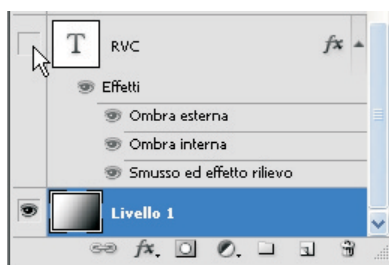 T RVC fx
Effetti
Ombra esterna
Ombra interna
Smusso ed effetto rilievo
Livello 1
fx.